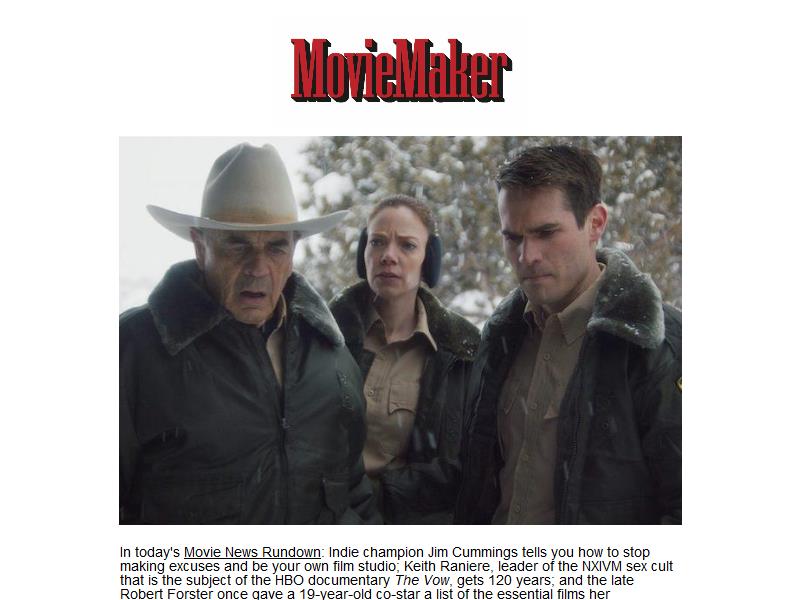 MovieMaker
In today's Movie News Rundown: Indie champion Jim Cummings tells you how to stop
making excuses and be your own film studio; Keith Raniere, leader of the NXIVM sex cult
that is the subject of the HBO documentary The Vow, gets 120 years; and the late
Robert Forster once gave a 19-year-old co-star a list of the essential films her